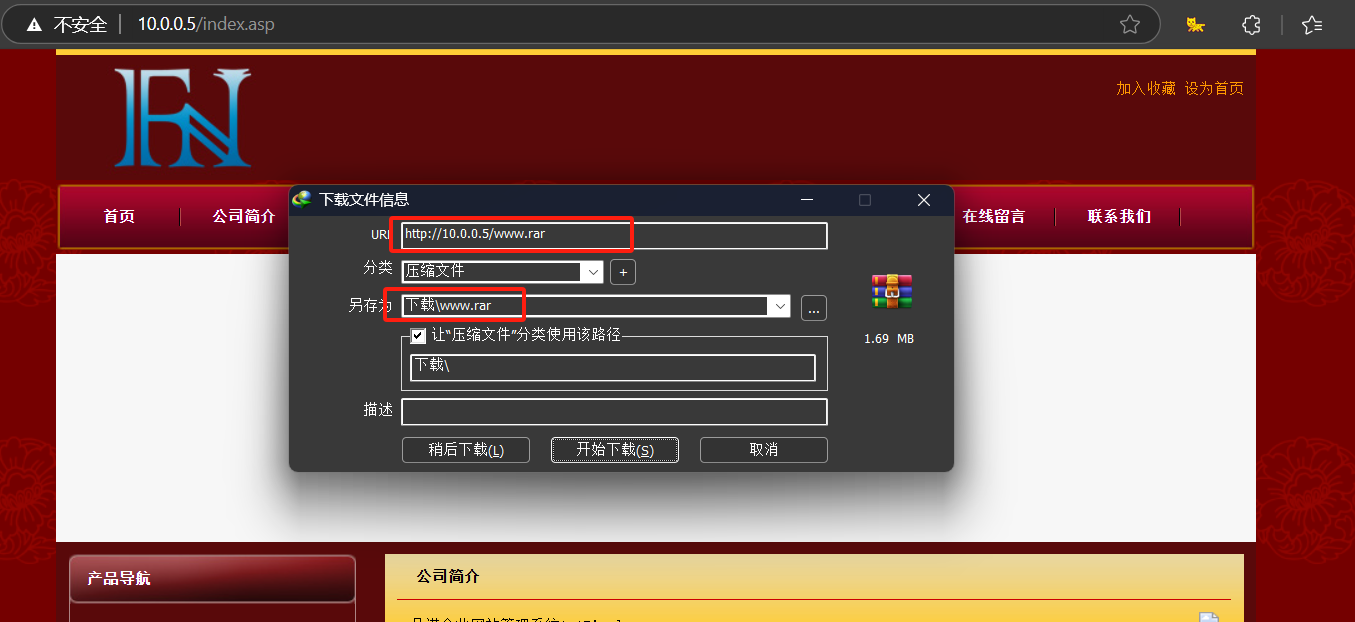 不安全 10.0.0.5/index.asp
FN
加入收藏 设为首页
首页 公司简介 在线留言 联系我们
下载文件信息
URL http://10.0.0.5/www.rar
分类 压缩文件 +
另存为 下载\www.rar ...
1.69 MB
让“压缩文件”分类使用该路径
下载\
描述
稍后下载(L) 开始下载(S) 取消
产品导航
公司简介